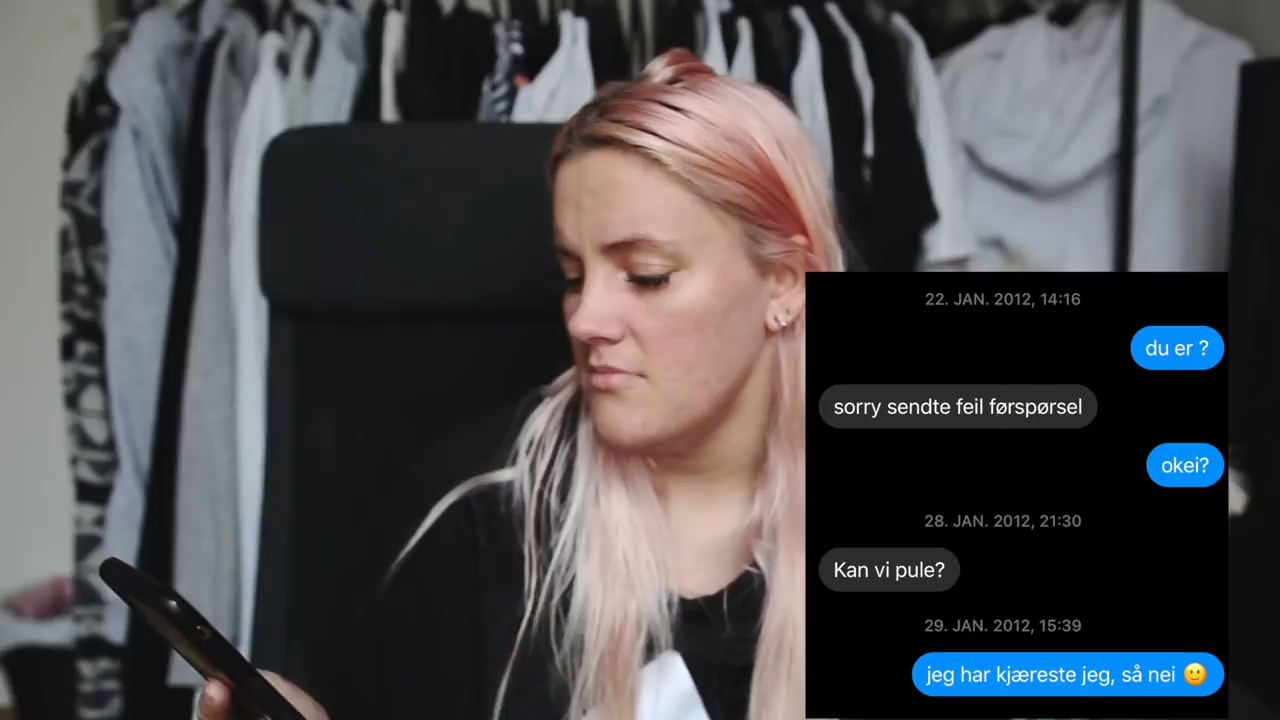 22. JAN. 2012, 14:16
du er ?
sorry sendte feil førspørsel
okei?
28. JAN. 2012, 21:30
Kan vi pule?
29. JAN. 2012, 15:39
jeg har kjæreste jeg, så nei 🙂